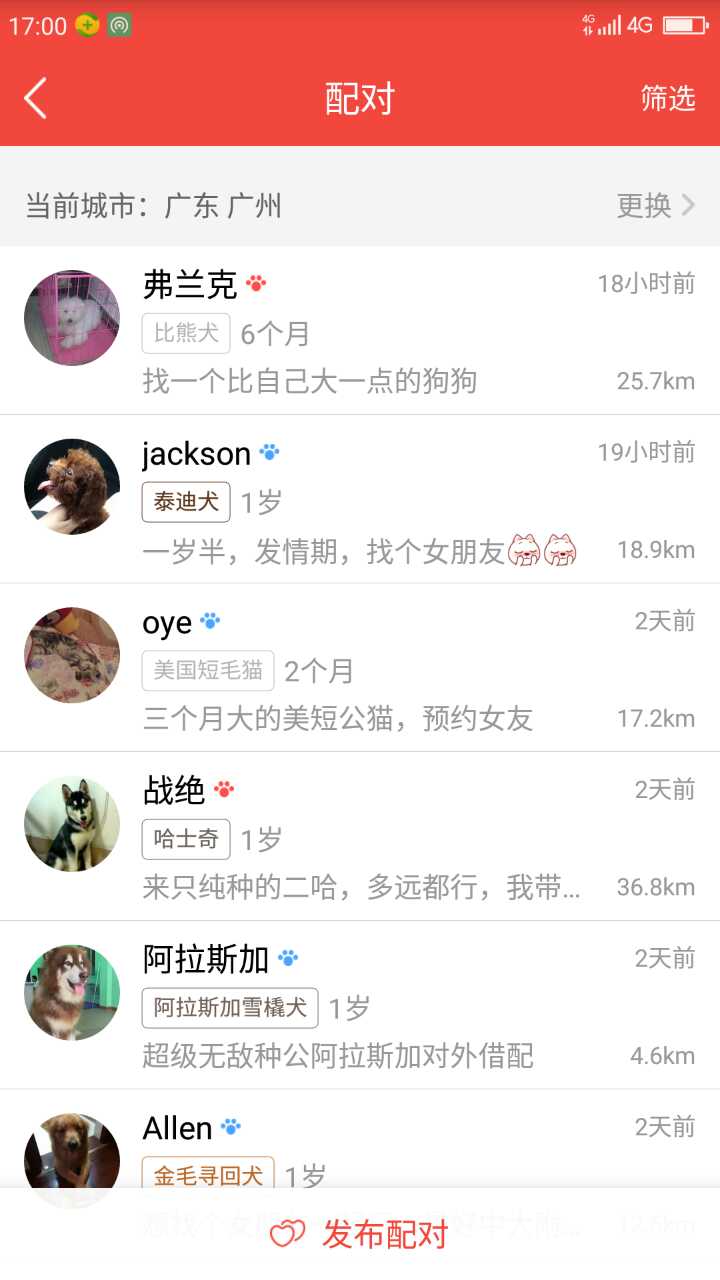 17:00
4G 4G
配对
筛选
当前城市：广东 广州
更换
弗兰克
18小时前
比熊犬 6个月
找一个比自己大一点的狗狗
25.7km
jackson
19小时前
泰迪犬 1岁
一岁半，发情期，找个女朋友
18.9km
oye
2天前
美国短毛猫 2个月
三个月大的美短公猫，预约女友
17.2km
战绝
2天前
哈士奇 1岁
来只纯种的二哈，多远都行，我带...
36.8km
阿拉斯加
2天前
阿拉斯加雪橇犬 1岁
超级无敌种公阿拉斯加对外借配
4.6km
Allen
2天前
金毛寻回犬 1岁
12.6km
发布配对